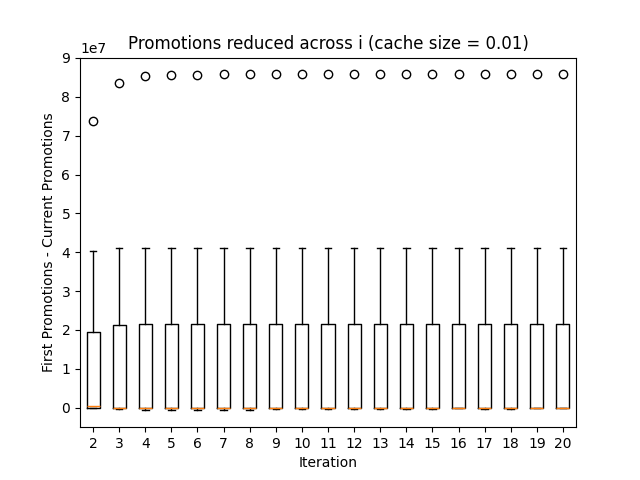 Promotions reduced across i (cache size = 0.01)
1e7
9
8
7
6
5
4
3
2
1
0
First Promotions - Current Promotions
2 3 4 5 6 7 8 9 10 11 12 13 14 15 16 17 18 19 20
Iteration